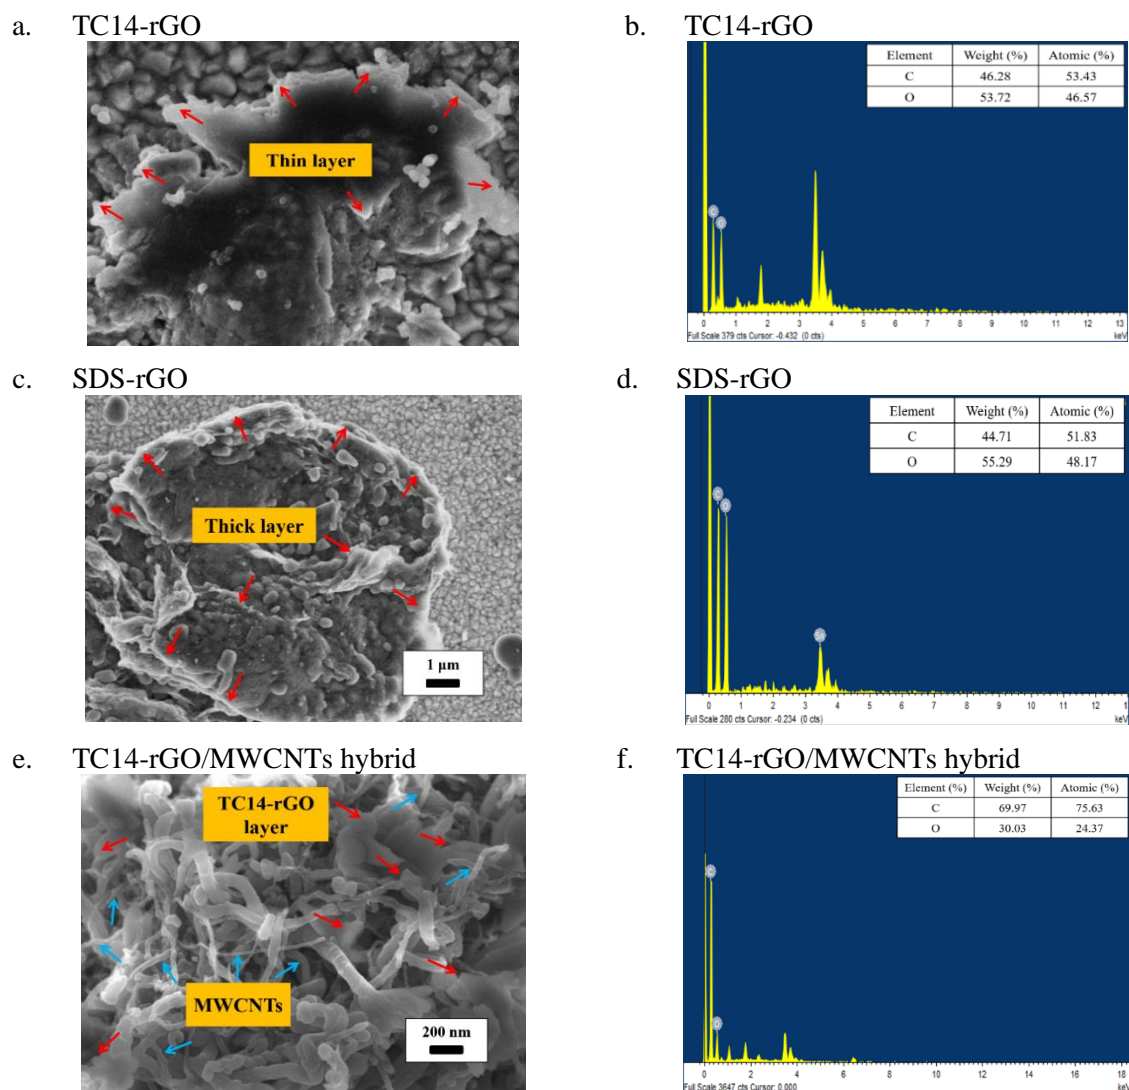 a. TC14-rGO
Thin layer
b. TC14-rGO
Element Weight (%) Atomic (%)
C 46.28 53.43
O 53.72 46.57
C
O
0 1 2 3 4 5 6 7 8 9 10 11 12 13
Full Scale 379 cts Cursor: -0.432 (0 cts) keV
c. SDS-rGO
Thick layer
1 μm
d. SDS-rGO
Element Weight (%) Atomic (%)
C 44.71 51.83
O 55.29 48.17
C
O
Sn
0 1 2 3 4 5 6 7 8 9 10 11 12 1
Full Scale 280 cts Cursor: -0.234 (0 cts) keV
e. TC14-rGO/MWCNTs hybrid
TC14-rGO
layer
MWCNTs
200 nm
f. TC14-rGO/MWCNTs hybrid
Element (%) Weight (%) Atomic (%)
C 69.97 75.63
O 30.03 24.37
C
O
0 2 4 6 8 10 12 14 16 18
Full Scale 3647 cts Cursor: 0.000 keV